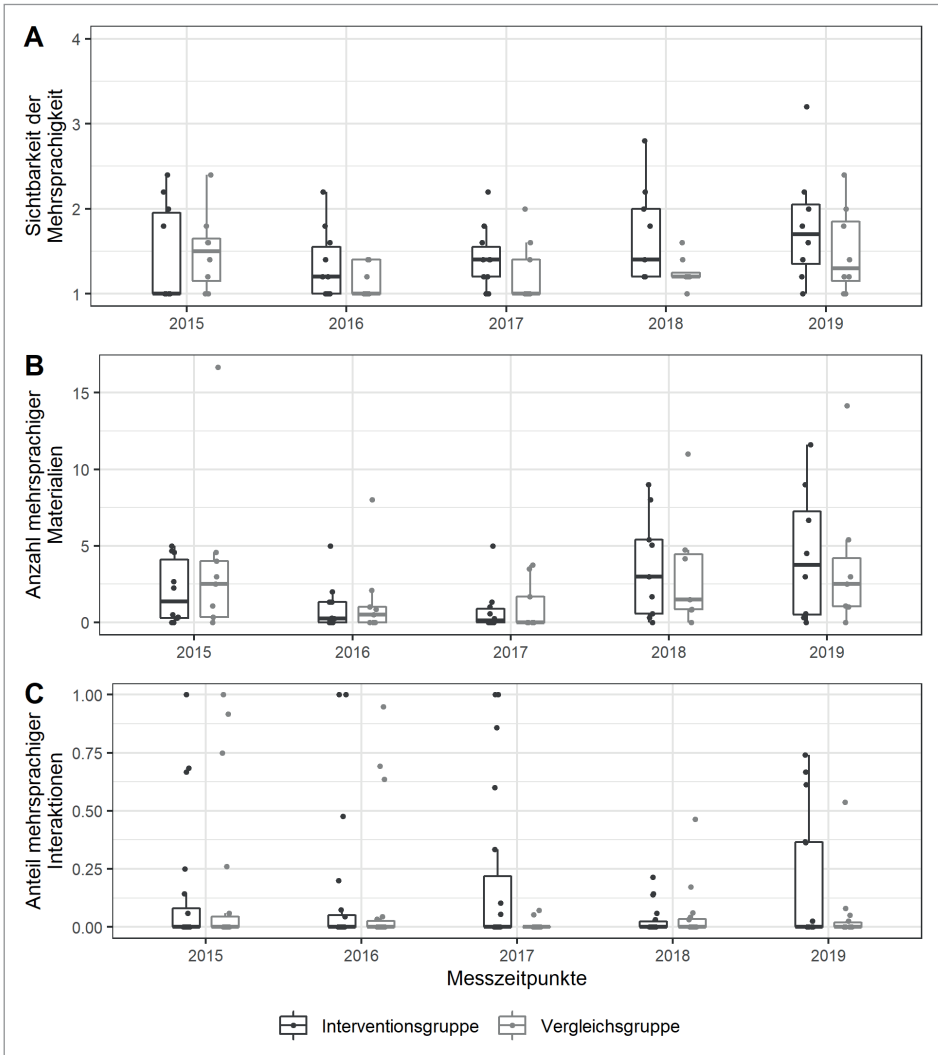 A
Sichtbarkeit der
Mehrsprachigkeit
4
3
2
1
2015 2016 2017 2018 2019
B
Anzahl mehrsprachiger
Materialien
15
10
5
0
2015 2016 2017 2018 2019
C
Anteil mehrsprachiger
Interaktionen
1.00
0.75
0.50
0.25
0.00
2015 2016 2017 2018 2019
Messzeitpunkte
Interventionsgruppe Vergleichsgruppe